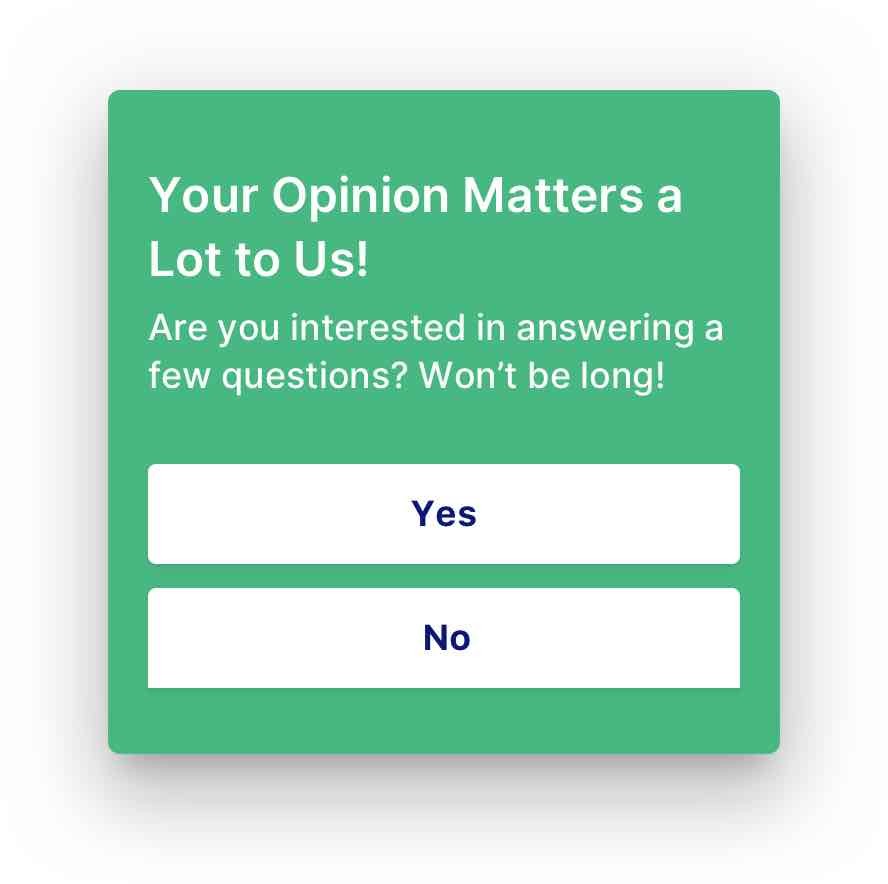 Your Opinion Matters a
Lot to Us!
Are you interested in answering a
few questions? Won’t be long!
Yes
No